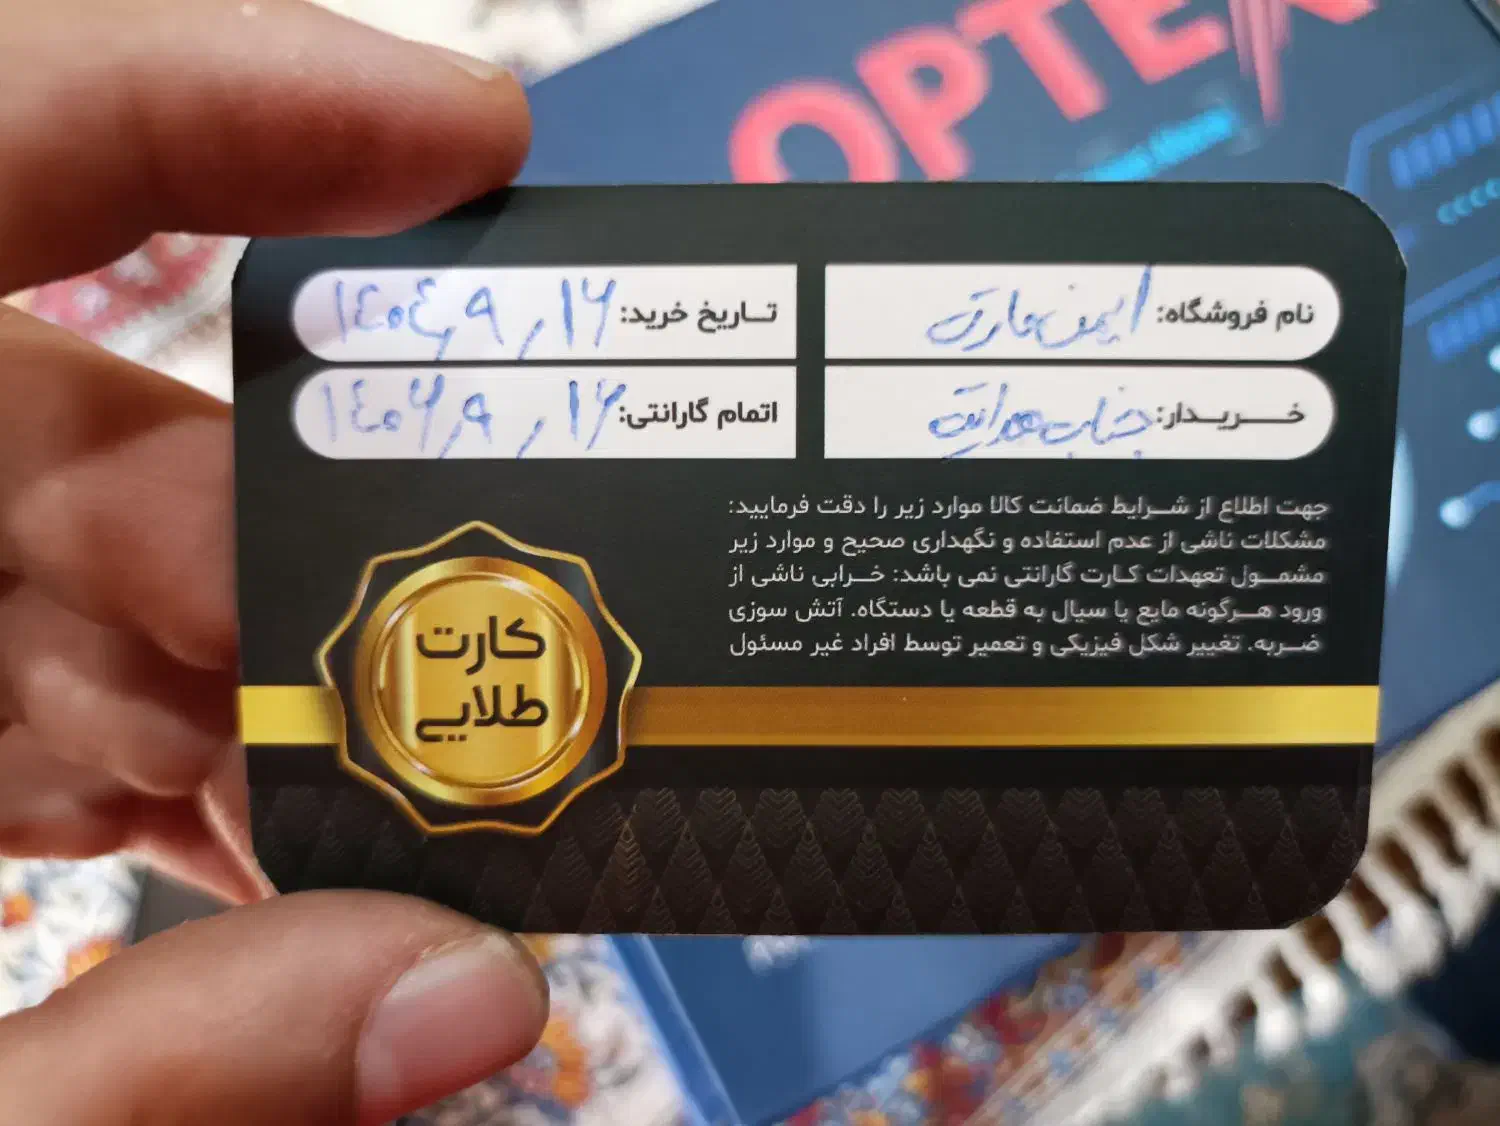 OPTEX
نام فروشگاه: ایمن مارت
تاریخ خرید: ۱۴۰۴,۹,۱۶
خریدار: جناب هدایت
اتمام گارانتی: ۱۴۰۶,۹,۱۶
جهت اطلاع از شرایط ضمانت کالا موارد زیر را دقت فرمایید:
مشکلات ناشی از عدم استفاده و نگهداری صحیح و موارد زیر
مشمول تعهدات کارت گارانتی نمی باشد: خرابی ناشی از
ورود هرگونه مایع یا سیال به قطعه یا دستگاه. آتش سوزی
ضربه. تغییر شکل فیزیکی و تعمیر توسط افراد غیر مسئول
کارت
طلایی